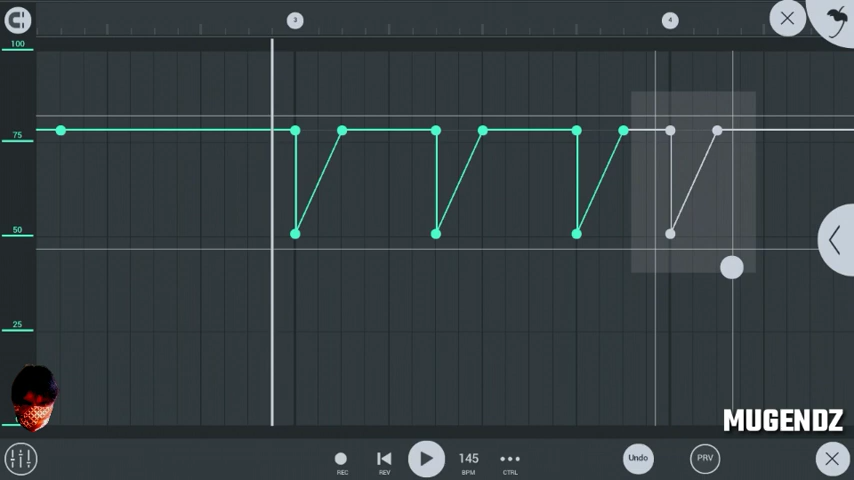 3
4
100
75
50
25
MUGENDZ
145
Undo
PRV
REC
REV
BPM
CTRL